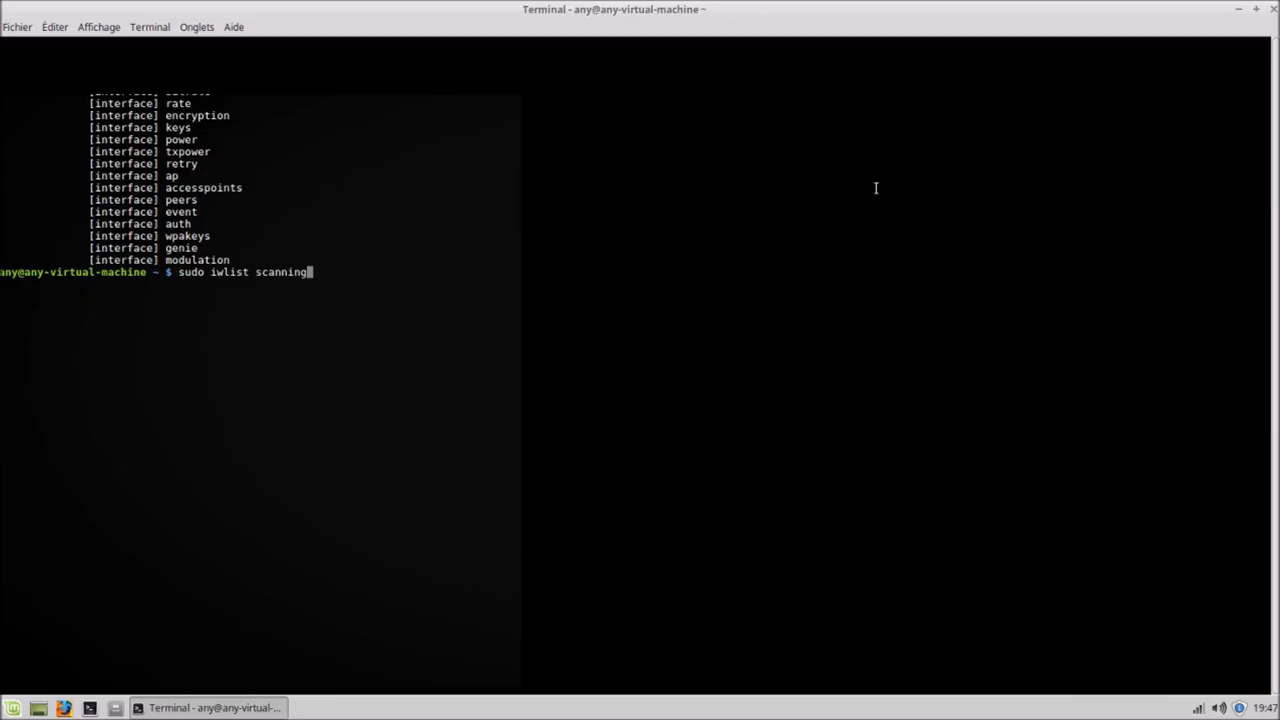 Terminal - any@any-virtual-machine ~
Fichier Éditer Affichage Terminal Onglets Aide
[interface] rate
[interface] encryption
[interface] keys
[interface] power
[interface] txpower
[interface] retry
[interface] ap
[interface] accesspoints
[interface] peers
[interface] event
[interface] auth
[interface] wpakeys
[interface] genie
[interface] modulation
any@any-virtual-machine ~ $ sudo iwlist scanning
Terminal - any@any-virtual-... 19:47